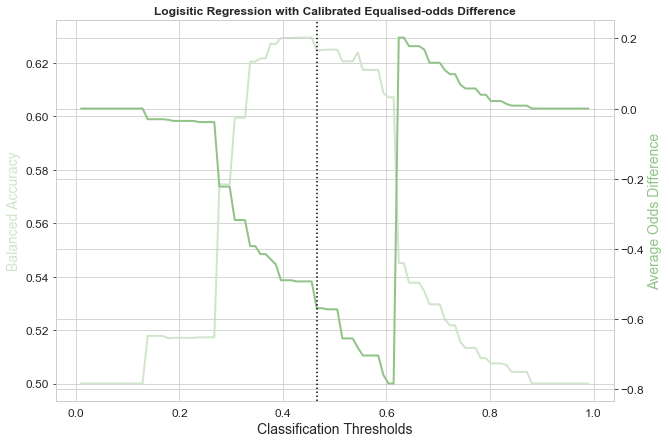 Logisitic Regression with Calibrated Equalised-odds Difference
0.62
0.60
0.58
0.56
0.54
0.52
0.50
Balanced Accuracy
0.2
0.0
−0.2
−0.4
−0.6
−0.8
Average Odds Difference
0.0 0.2 0.4 0.6 0.8 1.0
Classification Thresholds